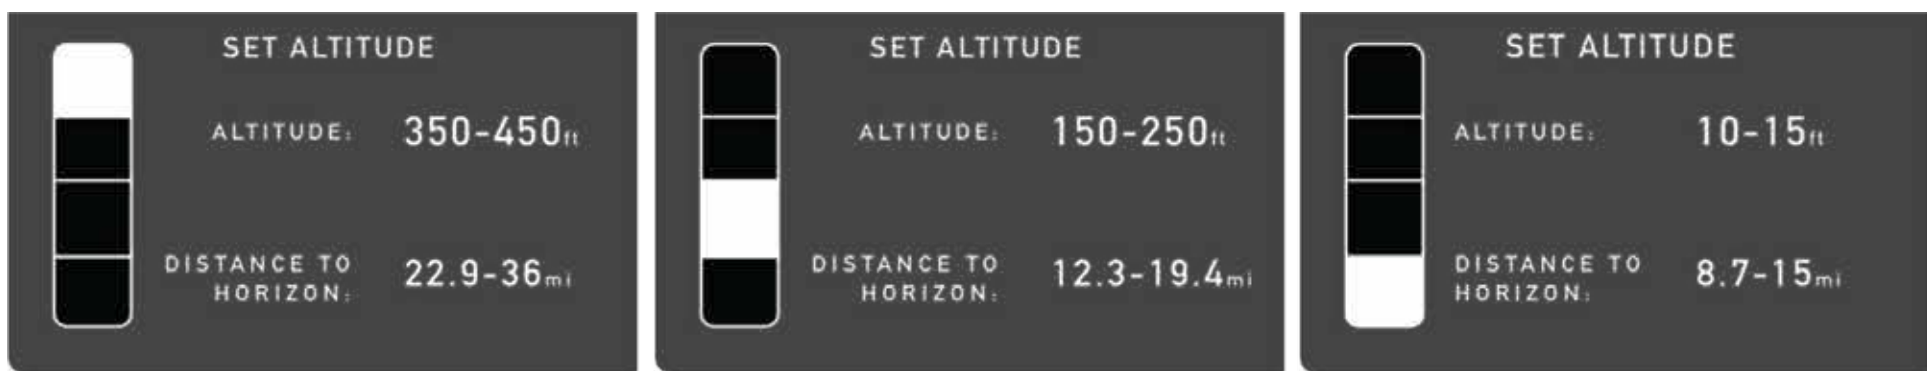 SET ALTITUDE
ALTITUDE: 350-450ft
DISTANCE TO
HORIZON: 22.9-36mi
SET ALTITUDE
ALTITUDE: 150-250ft
DISTANCE TO
HORIZON: 12.3-19.4mi
SET ALTITUDE
ALTITUDE: 10-15ft
DISTANCE TO
HORIZON: 8.7-15mi